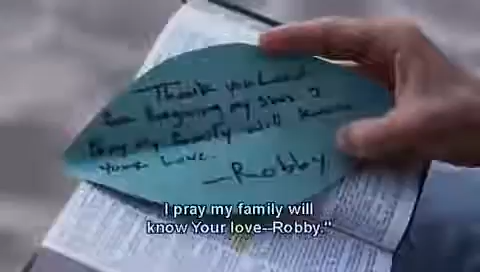 Thank you Lord
for forgiving my sins. I
Pray my family will know
your Love.
—Robby
I pray my family will
know Your love--Robby."